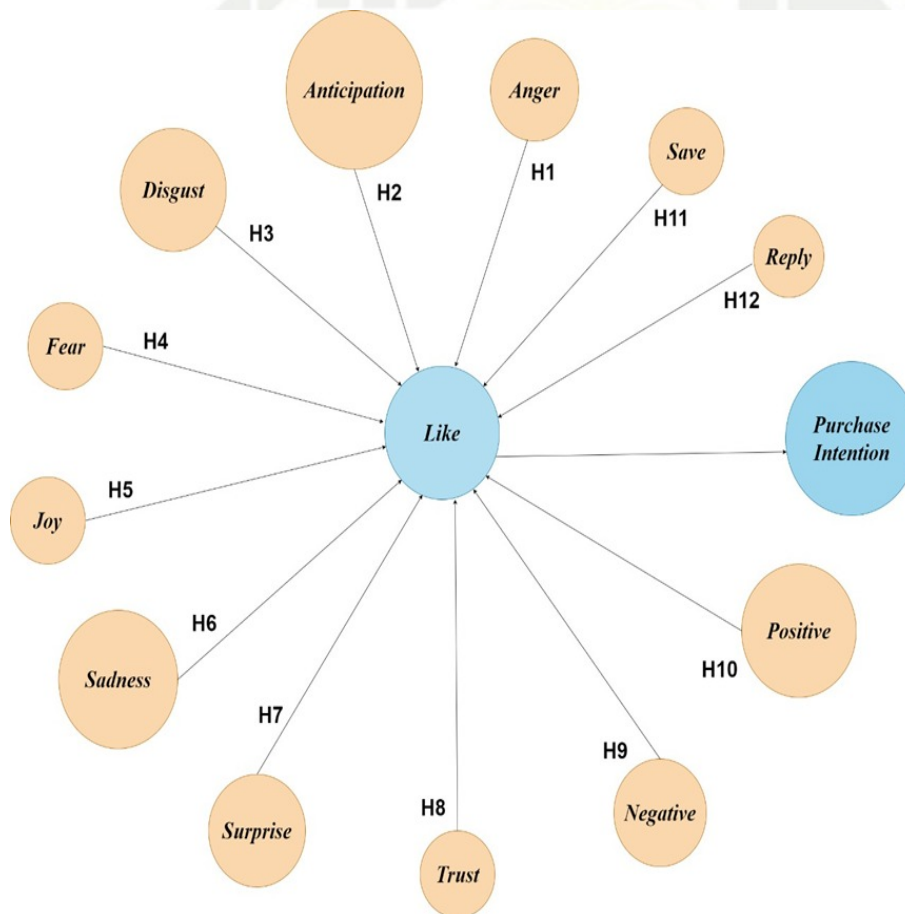 Anticipation
Anger
Save
Disgust
H2
H1
H11
H3
Reply
H12
Fear
H4
Like
Purchase
Intention
H5
Joy
H6
Sadness
Positive
H10
H7
H9
H8
Surprise
Negative
Trust